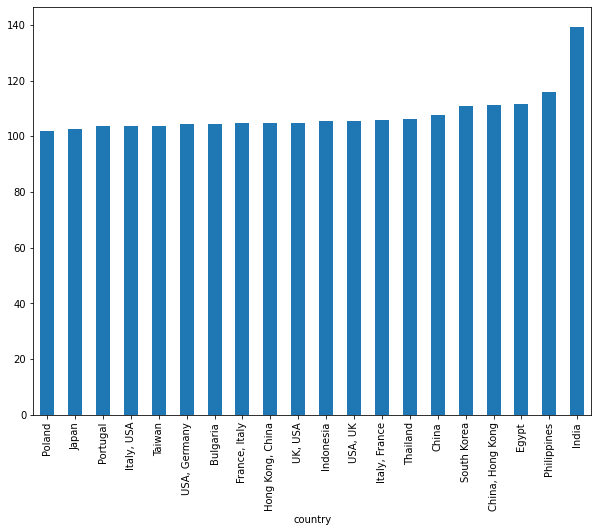 140
120
100
80
60
40
20
0
Poland
Japan
Portugal
Italy, USA
Taiwan
USA, Germany
Bulgaria
France, Italy
Hong Kong, China
UK, USA
Indonesia
USA, UK
Italy, France
Thailand
China
South Korea
China, Hong Kong
Egypt
Philippines
India
country